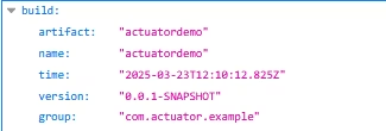 build:
artifact: "actuatordemo"
name: "actuatordemo"
time: "2025-03-23T12:10:12.825Z"
version: "0.0.1-SNAPSHOT"
group: "com.actuator.example"